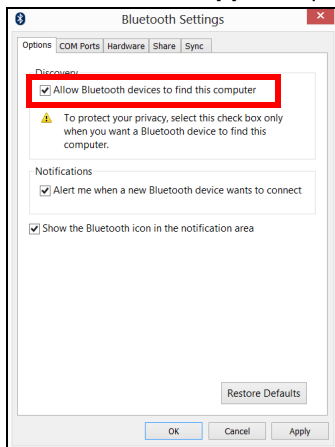 Bluetooth Settings
Options COM Ports Hardware Share Sync
Discovery
Allow Bluetooth devices to find this computer
To protect your privacy, select this check box only
when you want a Bluetooth device to find this
computer.
Notifications
Alert me when a new Bluetooth device wants to connect
Show the Bluetooth icon in the notification area
Restore Defaults
OK Cancel Apply